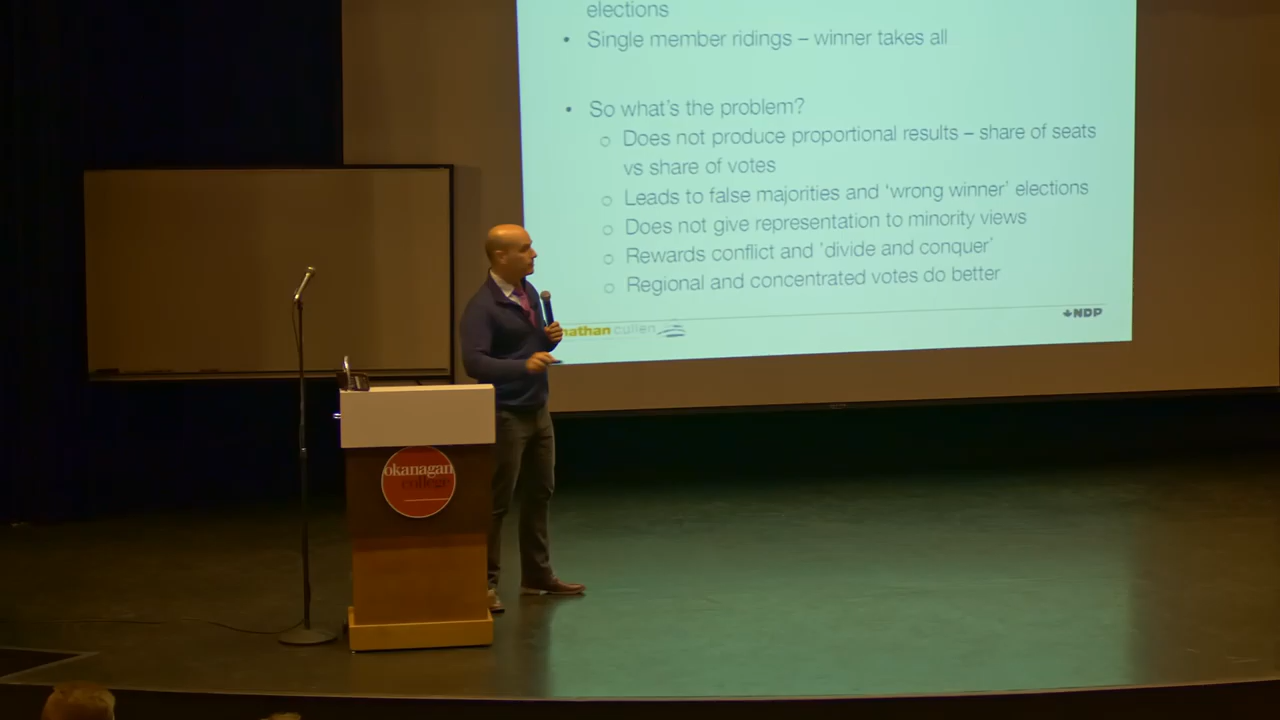 elections
• Single member ridings – winner takes all
• So what's the problem?
○ Does not produce proportional results – share of seats
vs share of votes
○ Leads to false majorities and 'wrong winner' elections
○ Does not give representation to minority views
○ Rewards conflict and 'divide and conquer'
○ Regional and concentrated votes do better
nathan cullen
NDP
okanagan
college